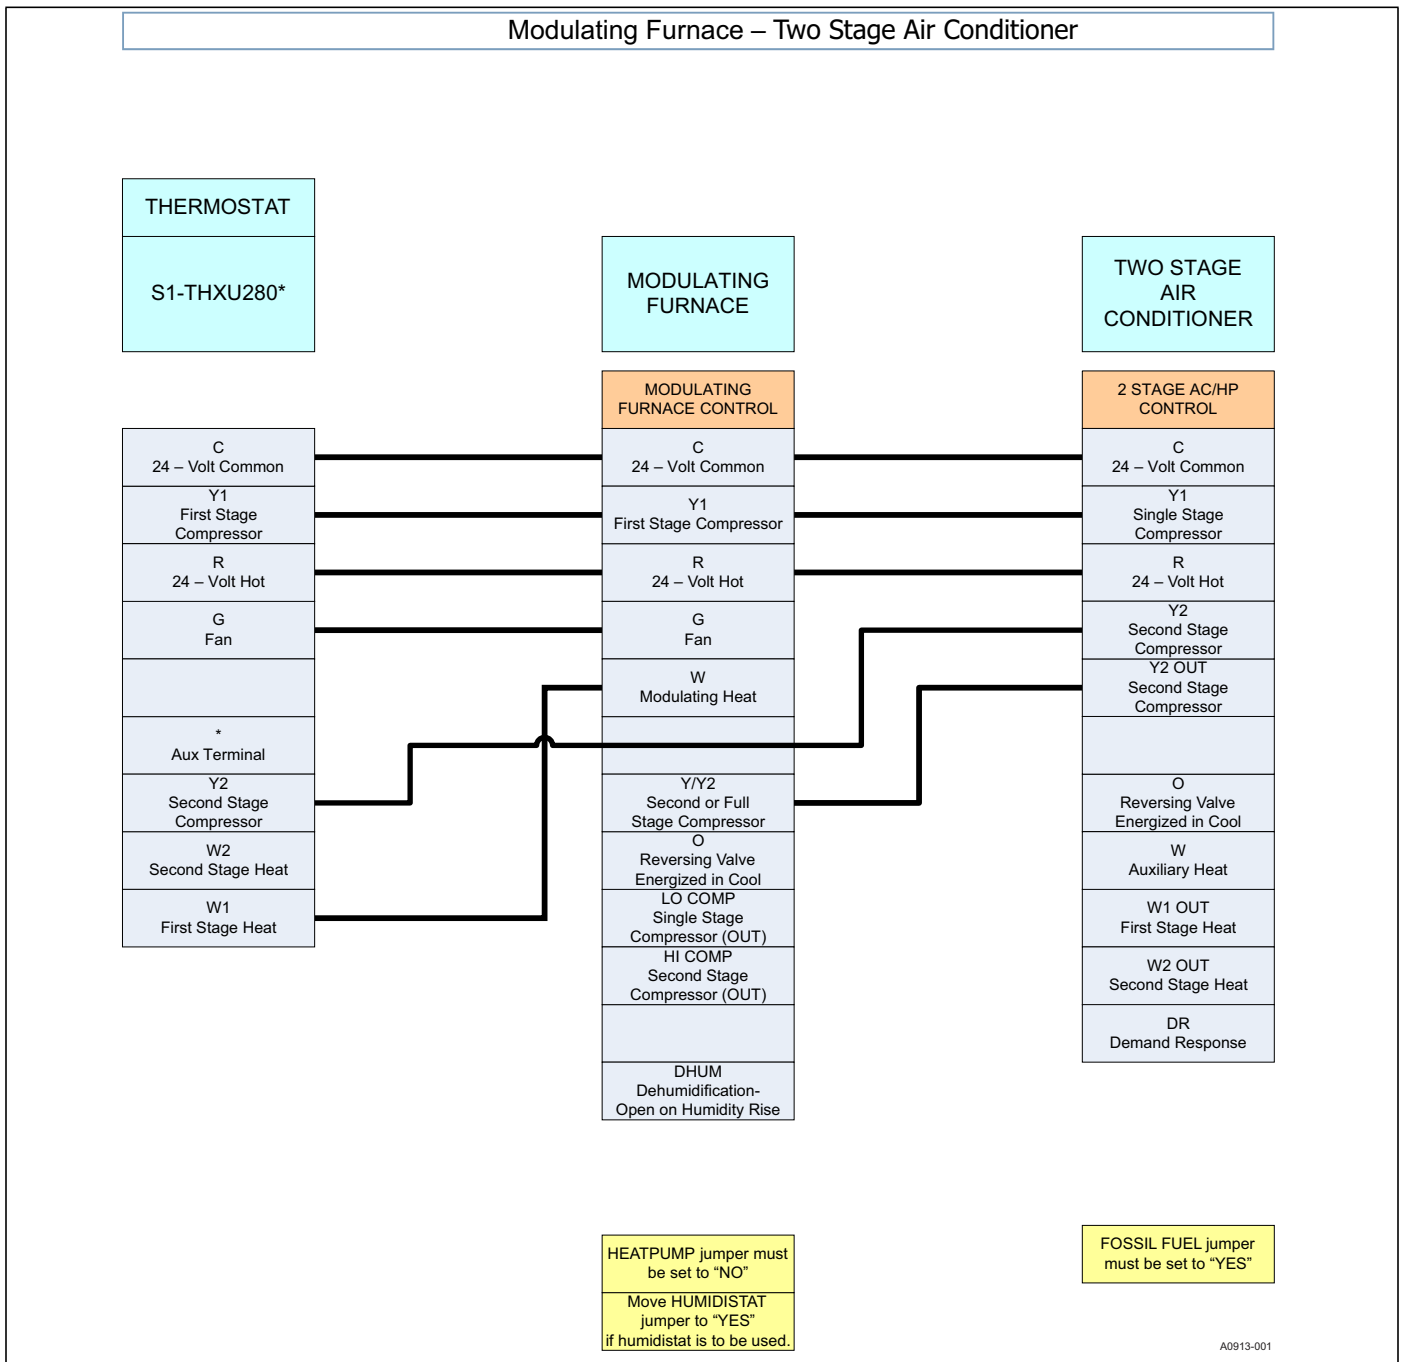 Modulating Furnace – Two Stage Air Conditioner
THERMOSTAT
S1-THXU280*
MODULATING
FURNACE
TWO STAGE
AIR
CONDITIONER
MODULATING
FURNACE CONTROL
2 STAGE AC/HP
CONTROL
C
24 – Volt Common
Y1
First Stage
Compressor
R
24 – Volt Hot
G
Fan
*
Aux Terminal
Y2
Second Stage
Compressor
W2
Second Stage Heat
W1
First Stage Heat
C
24 – Volt Common
Y1
First Stage Compressor
R
24 – Volt Hot
G
Fan
W
Modulating Heat
Y/Y2
Second or Full
Stage Compressor
O
Reversing Valve
Energized in Cool
LO COMP
Single Stage
Compressor (OUT)
HI COMP
Second Stage
Compressor (OUT)
DHUM
Dehumidification-
Open on Humidity Rise
C
24 – Volt Common
Y1
Single Stage
Compressor
R
24 – Volt Hot
Y2
Second Stage
Compressor
Y2 OUT
Second Stage
Compressor
O
Reversing Valve
Energized in Cool
W
Auxiliary Heat
W1 OUT
First Stage Heat
W2 OUT
Second Stage Heat
DR
Demand Response
HEATPUMP jumper must
be set to “NO”
Move HUMIDISTAT
jumper to “YES”
if humidistat is to be used.
FOSSIL FUEL jumper
must be set to “YES”
A0913-001